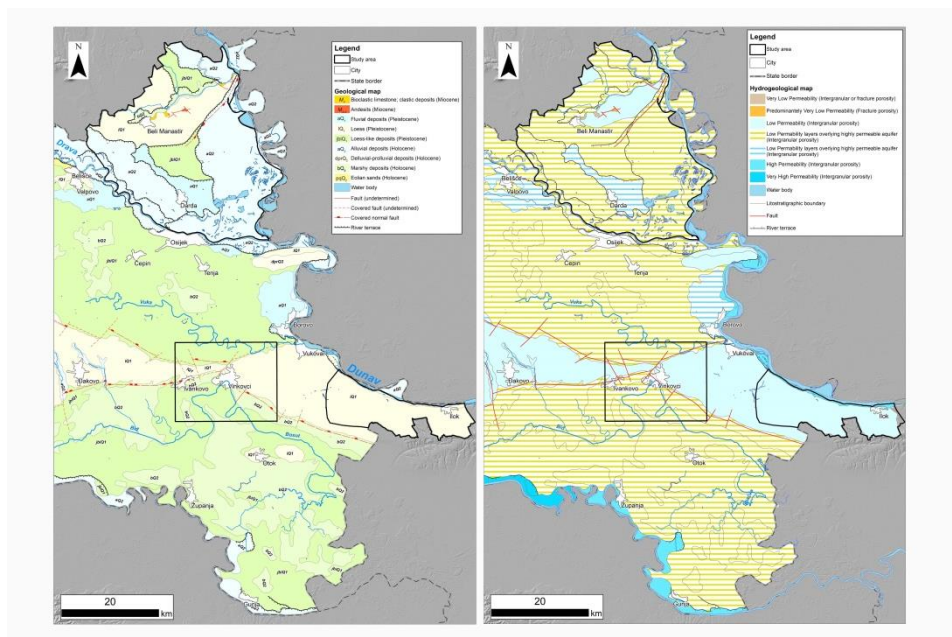 N
Legend
Study area
City
State border
Geological map
Bioclastic limestone; clastic deposits (Miocene)
Andesits (Miocene)
Fluvial deposits (Pleistocene)
Loess (Pleistocene)
Loess-like deposits (Pleistocene)
Alluvial deposits (Holocene)
Delluvial-proluvial deposits (Holocene)
Marshy deposits (Holocene)
Eolian sands (Holocene)
Water body
Fault (undetermined)
Covered fault (undetermined)
Covered normal fault
River terrace
Beli Manastir
Drava
Belišće
Valpovo
Darda
Osijek
Čepin
Tenja
Vuka
Borovo
Vukovar
Dunav
Đakovo
Ivankovo
Vinkovci
Ilok
Bosut
Otok
Županja
Gunja
20
km
N
Legend
Study area
City
State border
Hydrogeological map
Very Low Permeability (Intergranular or fracture porosity)
Predominantely Very Low Permeability (Fracture porosity)
Low Permeability (Intergranular porosity)
Low Permeability layers overlying highly permeable aquifer
(Intergranular porosity)
Low Permability layers overlying highly permeable aquifer
(Intergranular porosity)
High Permeability (Intergranular porosity)
Very High Permeability (Intergranular porosity)
Water body
Litostratigraphic boundary
Fault
River terrace
Beli Manastir
Drava
Belišće
Valpovo
Darda
Osijek
Čepin
Tenja
Vuka
Borovo
Vukovar
Dunav
Đakovo
Ivankovo
Vinkovci
Ilok
Bosut
Otok
Županja
Gunja
20
km